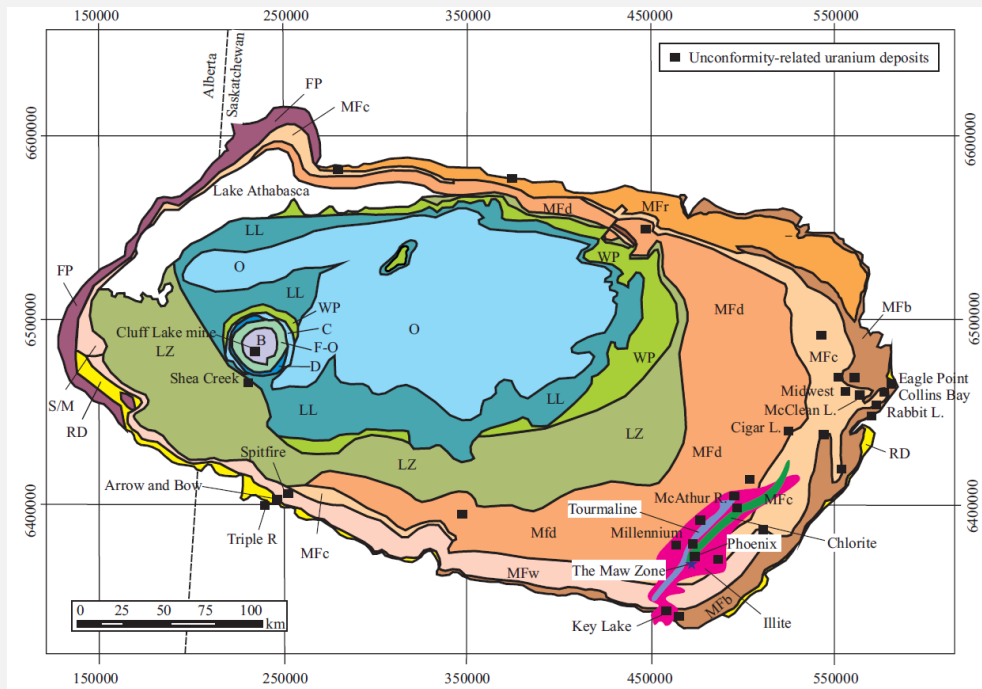 150000 250000 350000 450000 550000
Unconformity-related uranium deposits
Alberta
Saskatchewan
FP
MFc
6600000
6600000
Lake Athabasca
MFd
MFr
LL
WP
O
FP
LL
MFd
MFb
6500000
6500000
WP
C
Cluff Lake mine
B
O
F-O
MFc
LZ
WP
D
Shea Creek
Eagle Point
Midwest
Collins Bay
LL
LL
McClean L.
Rabbit L.
S/M
Cigar L.
RD
LZ
MFd
RD
Spitfire
LZ
Arrow and Bow
McAthur R.
MFc
6400000
6400000
Tourmaline
Triple R
Mfd
Millennium
Phoenix
Chlorite
MFc
The Maw Zone
MFw
MFb
Illite
Key Lake
0 25 50 75 100
km
150000 250000 350000 450000 550000